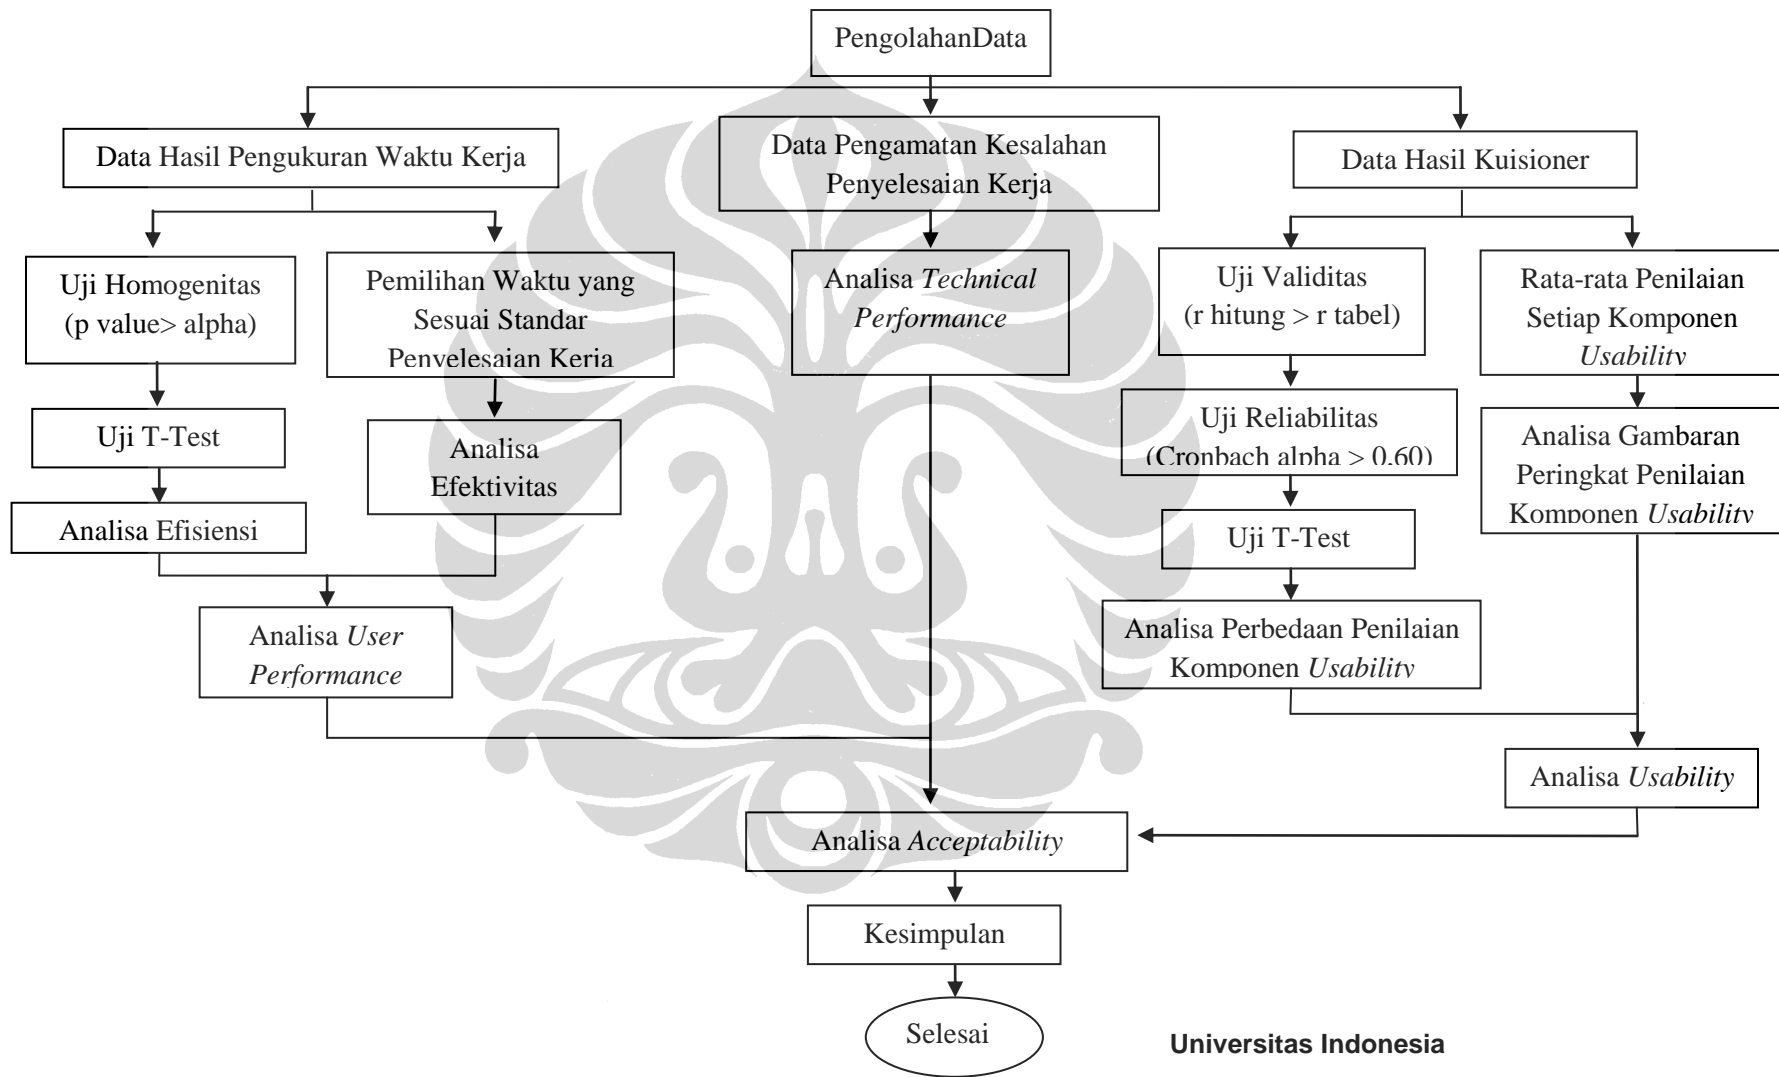 PengolahanData
Data Hasil Pengukuran Waktu Kerja
Data Pengamatan Kesalahan
Penyelesaian Kerja
Data Hasil Kuisioner
Uji Homogenitas
(p value> alpha)
Pemilihan Waktu yang
Sesuai Standar
Penyelesaian Kerja
Analisa Technical
Performance
Uji Validitas
(r hitung > r tabel)
Rata-rata Penilaian
Setiap Komponen
Usability
Uji T-Test
Analisa
Efektivitas
Uji Reliabilitas
(Cronbach alpha > 0.60)
Analisa Gambaran
Peringkat Penilaian
Komponen Usability
Analisa Efisiensi
Uji T-Test
Analisa User
Performance
Analisa Perbedaan Penilaian
Komponen Usability
Analisa Usability
Analisa Acceptability
Kesimpulan
Selesai
Universitas Indonesia